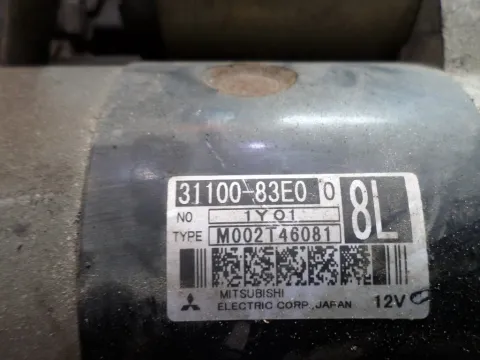 31100-83E0 0
8L
NO 1Y01
TYPE M002T46081
MITSUBISHI
ELECTRIC CORP., JAPAN 12V